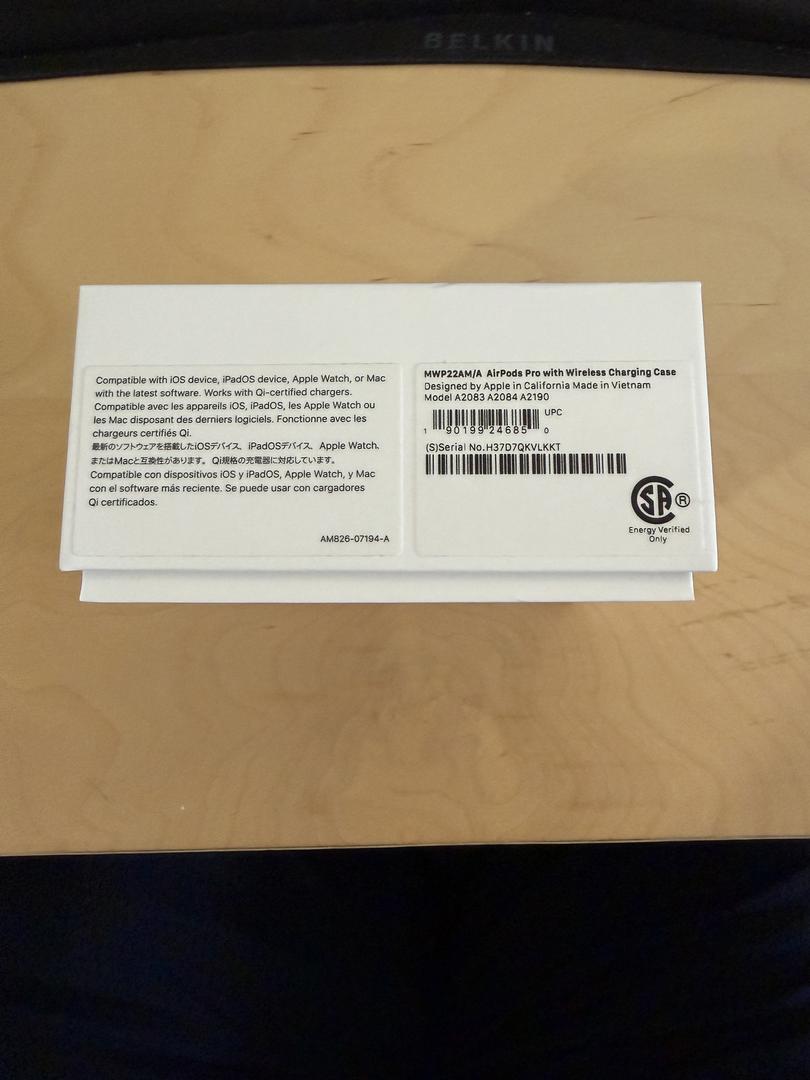 BELKIN
Compatible with iOS device, iPadOS device, Apple Watch, or Mac
with the latest software. Works with Qi-certified chargers.
Compatible avec les appareils iOS, iPadOS, les Apple Watch ou
les Mac disposant des derniers logiciels. Fonctionne avec les
chargeurs certifiés Qi.
最新のソフトウェアを搭載したiOSデバイス、iPadOSデバイス、Apple Watch、
またはMacと互換性があります。Qi規格の充電器に対応しています。
Compatible con dispositivos iOS y iPadOS, Apple Watch, y Mac
con el software más reciente. Se puede usar con cargadores
Qi certificados.
AM826-07194-A
MWP22AM/A AirPods Pro with Wireless Charging Case
Designed by Apple in California Made in Vietnam
Model A2083 A2084 A2190
UPC
1 90199 24685 0
(S)Serial No.H37D7QKVLKKT
SA ®
Energy Verified
Only